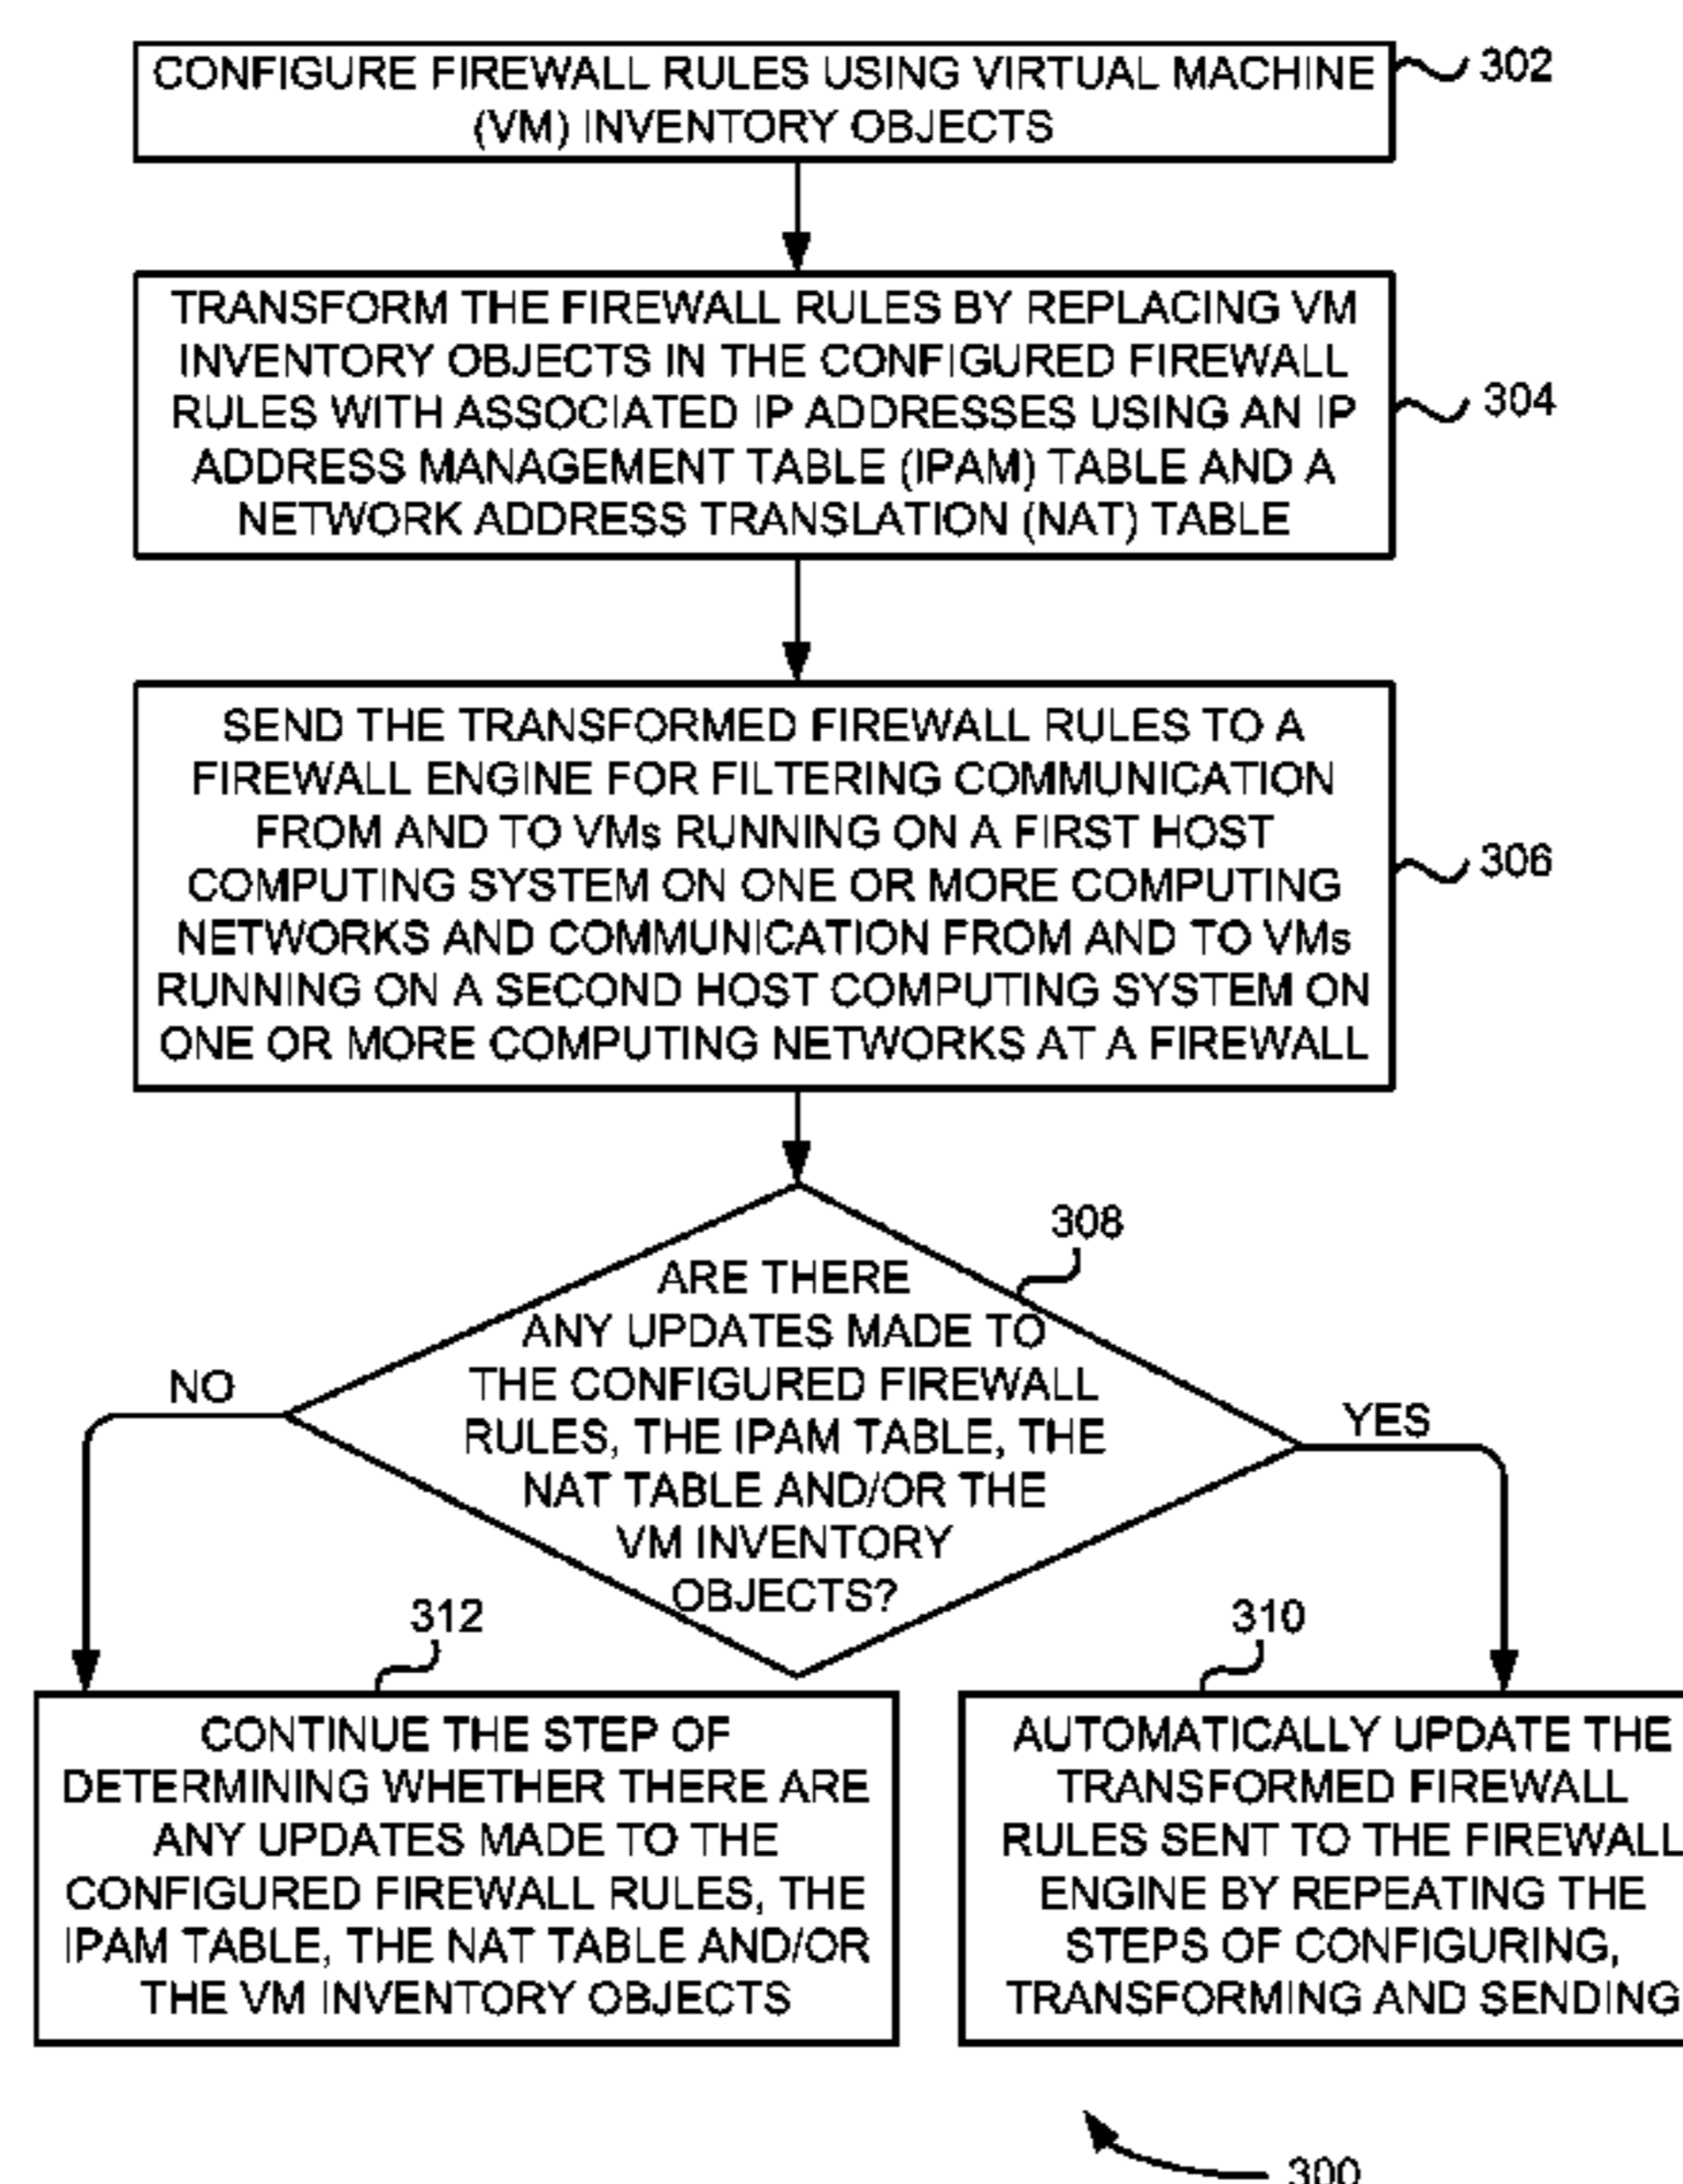 CONFIGURE FIREWALL RULES USING VIRTUAL MACHINE
(VM) INVENTORY OBJECTS
302
TRANSFORM THE FIREWALL RULES BY REPLACING VM
INVENTORY OBJECTS IN THE CONFIGURED FIREWALL
RULES WITH ASSOCIATED IP ADDRESSES USING AN IP
ADDRESS MANAGEMENT TABLE (IPAM) TABLE AND A
NETWORK ADDRESS TRANSLATION (NAT) TABLE
304
SEND THE TRANSFORMED FIREWALL RULES TO A
FIREWALL ENGINE FOR FILTERING COMMUNICATION
FROM AND TO VMs RUNNING ON A FIRST HOST
COMPUTING SYSTEM ON ONE OR MORE COMPUTING
NETWORKS AND COMMUNICATION FROM AND TO VMs
RUNNING ON A SECOND HOST COMPUTING SYSTEM ON
ONE OR MORE COMPUTING NETWORKS AT A FIREWALL
306
308
ARE THERE
ANY UPDATES MADE TO
THE CONFIGURED FIREWALL
RULES, THE IPAM TABLE, THE
NAT TABLE AND/OR THE
VM INVENTORY
OBJECTS?
NO
YES
312
CONTINUE THE STEP OF
DETERMINING WHETHER THERE ARE
ANY UPDATES MADE TO THE
CONFIGURED FIREWALL RULES, THE
IPAM TABLE, THE NAT TABLE AND/OR
THE VM INVENTORY OBJECTS
310
AUTOMATICALLY UPDATE THE
TRANSFORMED FIREWALL
RULES SENT TO THE FIREWALL
ENGINE BY REPEATING THE
STEPS OF CONFIGURING,
TRANSFORMING AND SENDING
300